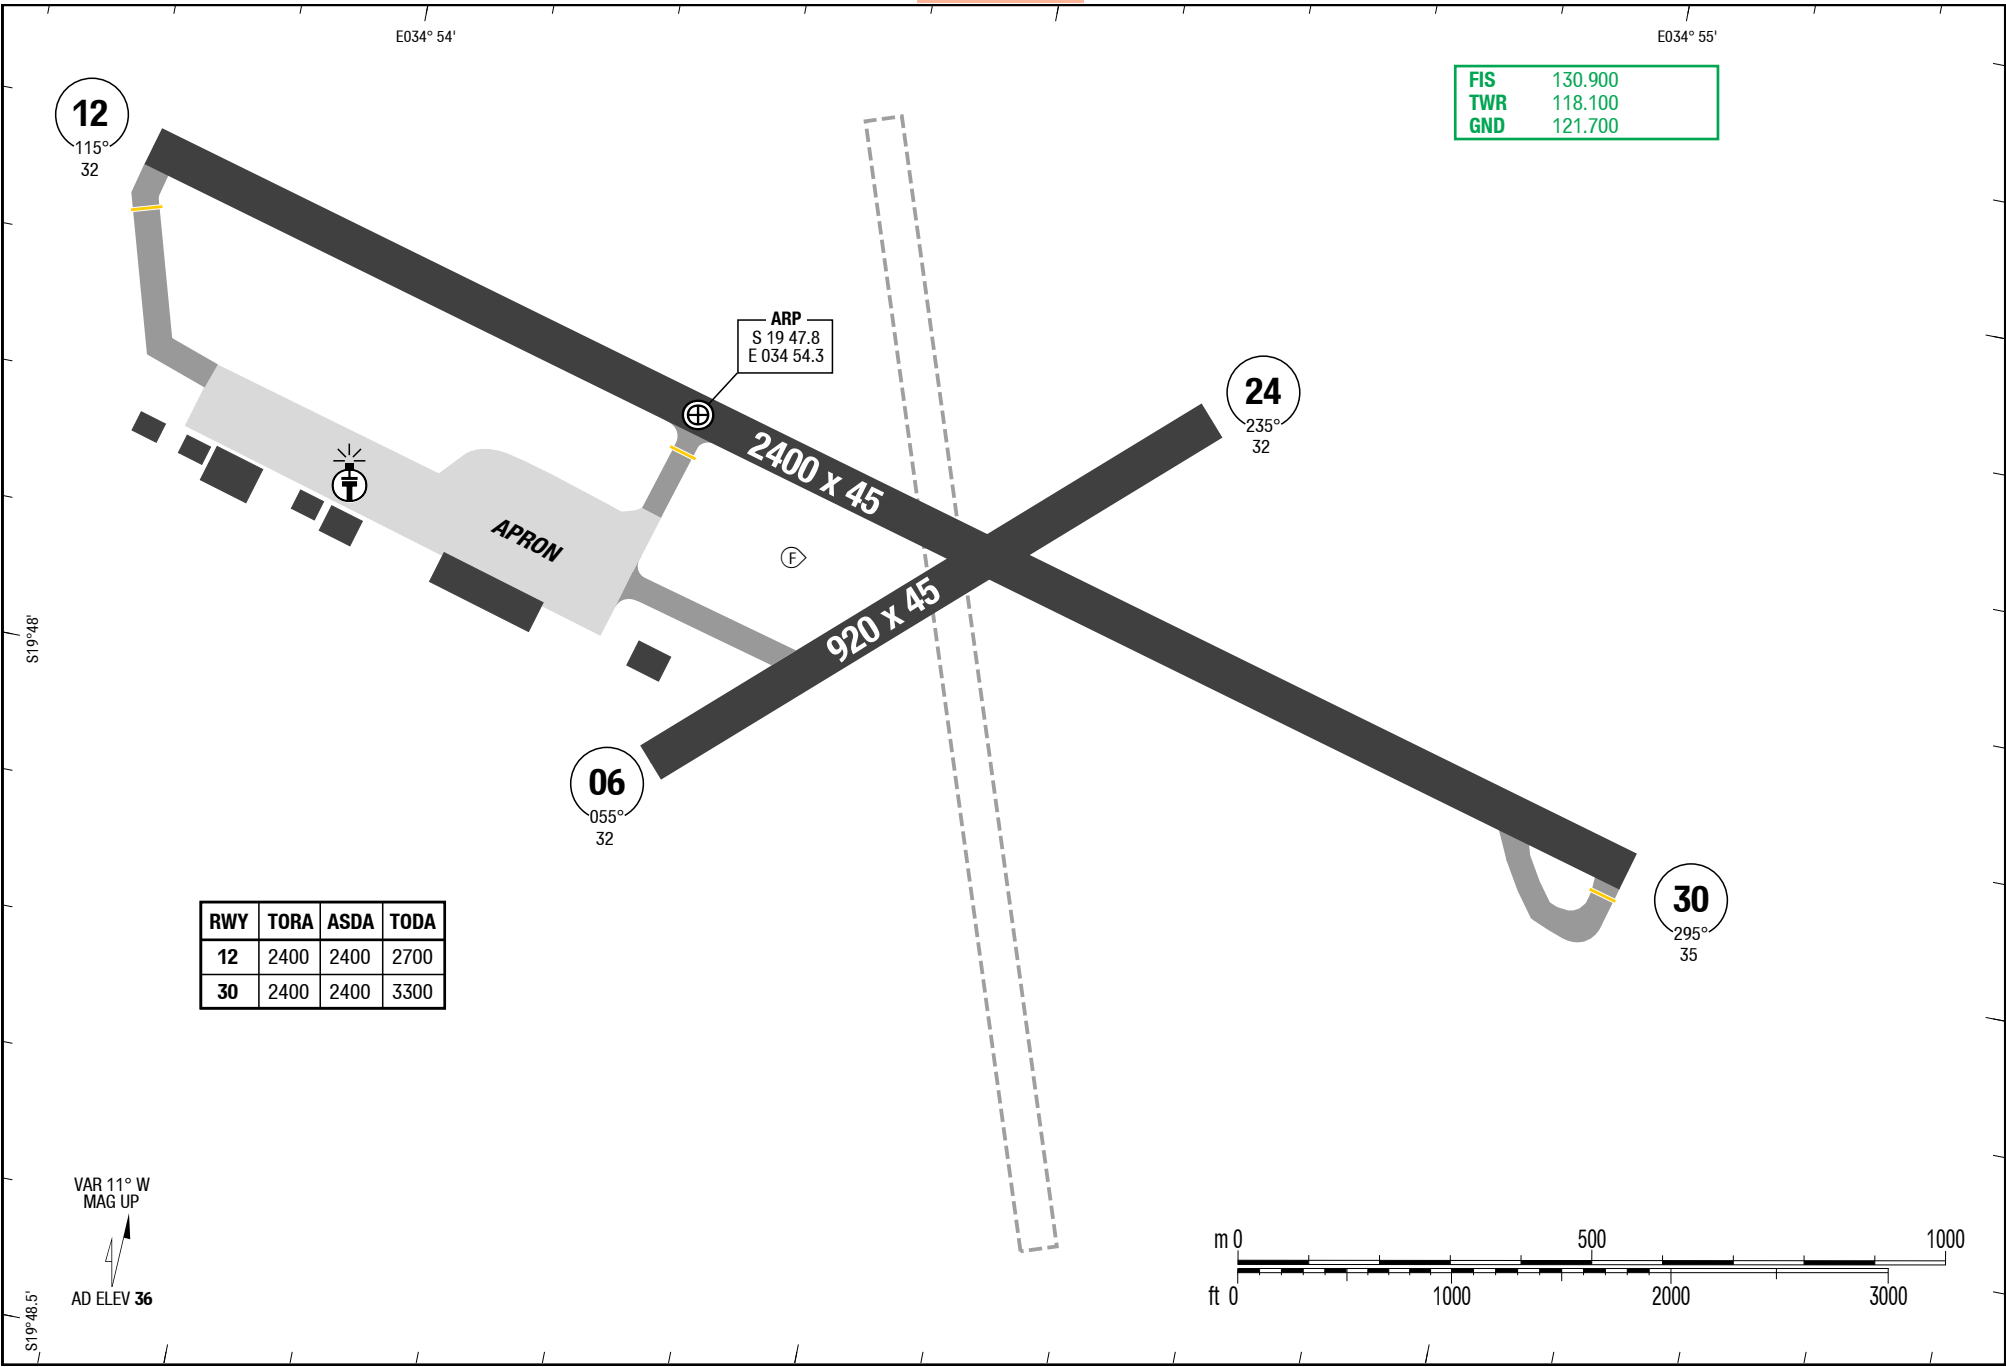 E034° 54'
E034° 55'
FIS 130.900
TWR 118.100
GND 121.700
12
115°
32
ARP
S 19 47.8
E 034 54.3
24
235°
32
2400 x 45
APRON
F
920 x 45
S19°48'
06
055°
32
30
295°
35
RWY TORA ASDA TODA
12 2400 2400 2700
30 2400 2400 3300
VAR 11° W
MAG UP
AD ELEV 36
S19°48.5'
m 0 500 1000
ft 0 1000 2000 3000